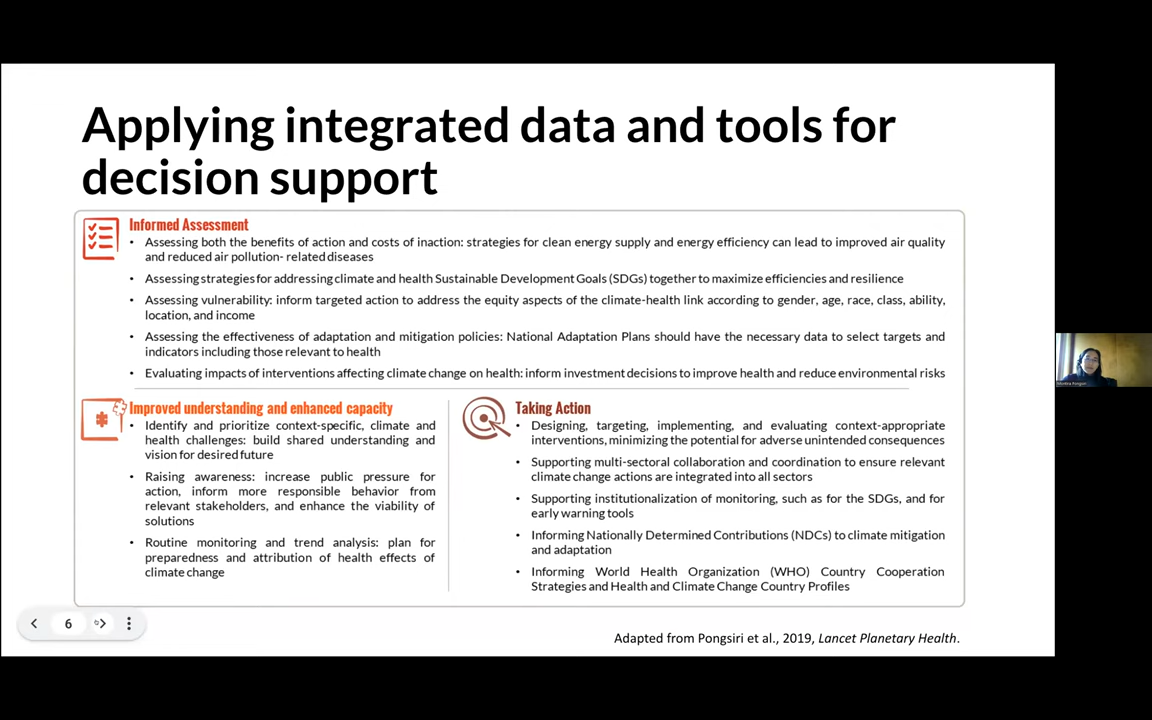 Applying integrated data and tools for
decision support
Informed Assessment
• Assessing both the benefits of action and costs of inaction: strategies for clean energy supply and energy efficiency can lead to improved air quality
and reduced air pollution- related diseases
• Assessing strategies for addressing climate and health Sustainable Development Goals (SDGs) together to maximize efficiencies and resilience
• Assessing vulnerability: inform targeted action to address the equity aspects of the climate-health link according to gender, age, race, class, ability,
location, and income
• Assessing the effectiveness of adaptation and mitigation policies: National Adaptation Plans should have the necessary data to select targets and
indicators including those relevant to health
• Evaluating impacts of interventions affecting climate change on health: inform investment decisions to improve health and reduce environmental risks
Improved understanding and enhanced capacity
• Identify and prioritize context-specific, climate and
health challenges: build shared understanding and
vision for desired future
• Raising awareness: increase public pressure for
action, inform more responsible behavior from
relevant stakeholders, and enhance the viability of
solutions
• Routine monitoring and trend analysis: plan for
preparedness and attribution of health effects of
climate change
Taking Action
• Designing, targeting, implementing, and evaluating context-appropriate
interventions, minimizing the potential for adverse unintended consequences
• Supporting multi-sectoral collaboration and coordination to ensure relevant
climate change actions are integrated into all sectors
• Supporting institutionalization of monitoring, such as for the SDGs, and for
early warning tools
• Informing Nationally Determined Contributions (NDCs) to climate mitigation
and adaptation
• Informing World Health Organization (WHO) Country Cooperation
Strategies and Health and Climate Change Country Profiles
6
Adapted from Pongsiri et al., 2019, Lancet Planetary Health.